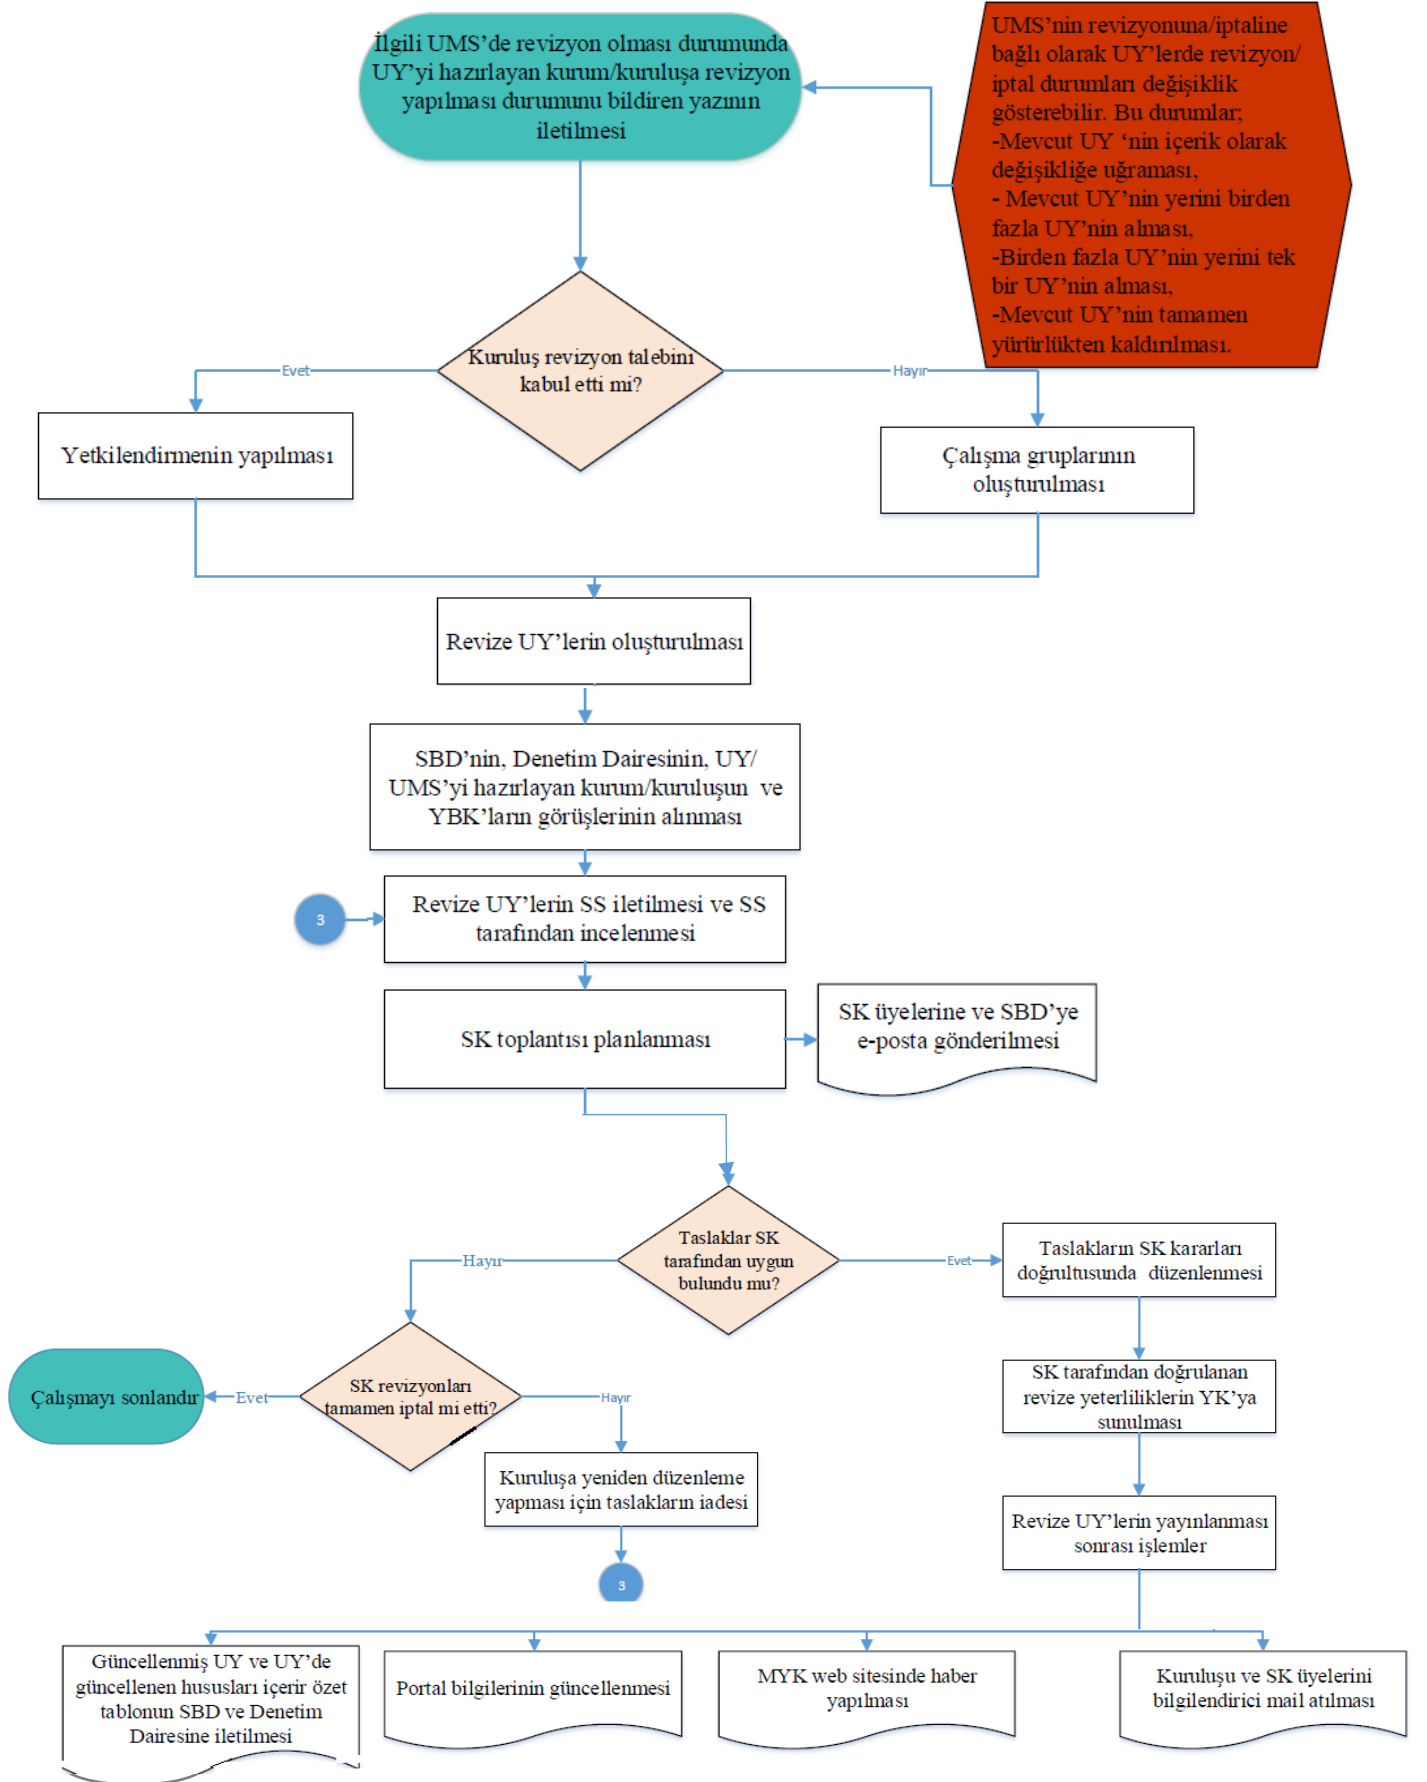 İlgili UMS’de revizyon olması durumunda
UY’yi hazırlayan kurum/kuruluşa revizyon
yapılması durumunu bildiren yazının
iletilmesi
UMS’nin revizyonuna/iptaline
bağlı olarak UY’lerde revizyon/
iptal durumları değişiklik
gösterebilir. Bu durumlar;
-Mevcut UY ‘nin içerik olarak
değişikliğe uğraması,
- Mevcut UY’nin yerini birden
fazla UY’nin alması,
-Birden fazla UY’nin yerini tek
bir UY’nin alması,
-Mevcut UY’nin tamamen
yürürlükten kaldırılması.
Kuruluş revizyon talebini
kabul etti mi?
Evet
Hayır
Yetkilendirmenin yapılması
Çalışma gruplarının
oluşturulması
Revize UY’lerin oluşturulması
SBD’nin, Denetim Dairesinin, UY/
UMS’yi hazırlayan kurum/kuruluşun ve
YBK’ların görüşlerinin alınması
3
Revize UY’lerin SS iletilmesi ve SS
tarafından incelenmesi
SK toplantısı planlanması
SK üyelerine ve SBD’ye
e-posta gönderilmesi
Taslaklar SK
tarafından uygun
bulundu mu?
Hayır
Evet
Taslakların SK kararları
doğrultusunda düzenlenmesi
SK revizyonları
tamamen iptal mi etti?
Evet
Hayır
Çalışmayı sonlandır
SK tarafından doğrulanan
revize yeterliliklerin YK’ya
sunulması
Kuruluşa yeniden düzenleme
yapması için taslakların iadesi
3
Revize UY’lerin yayınlanması
sonrası işlemler
Güncellenmiş UY ve UY’de
güncellenen hususları içerir özet
tablonun SBD ve Denetim
Dairesine iletilmesi
Portal bilgilerinin güncellenmesi
MYK web sitesinde haber
yapılması
Kuruluşu ve SK üyelerini
bilgilendirici mail atılması